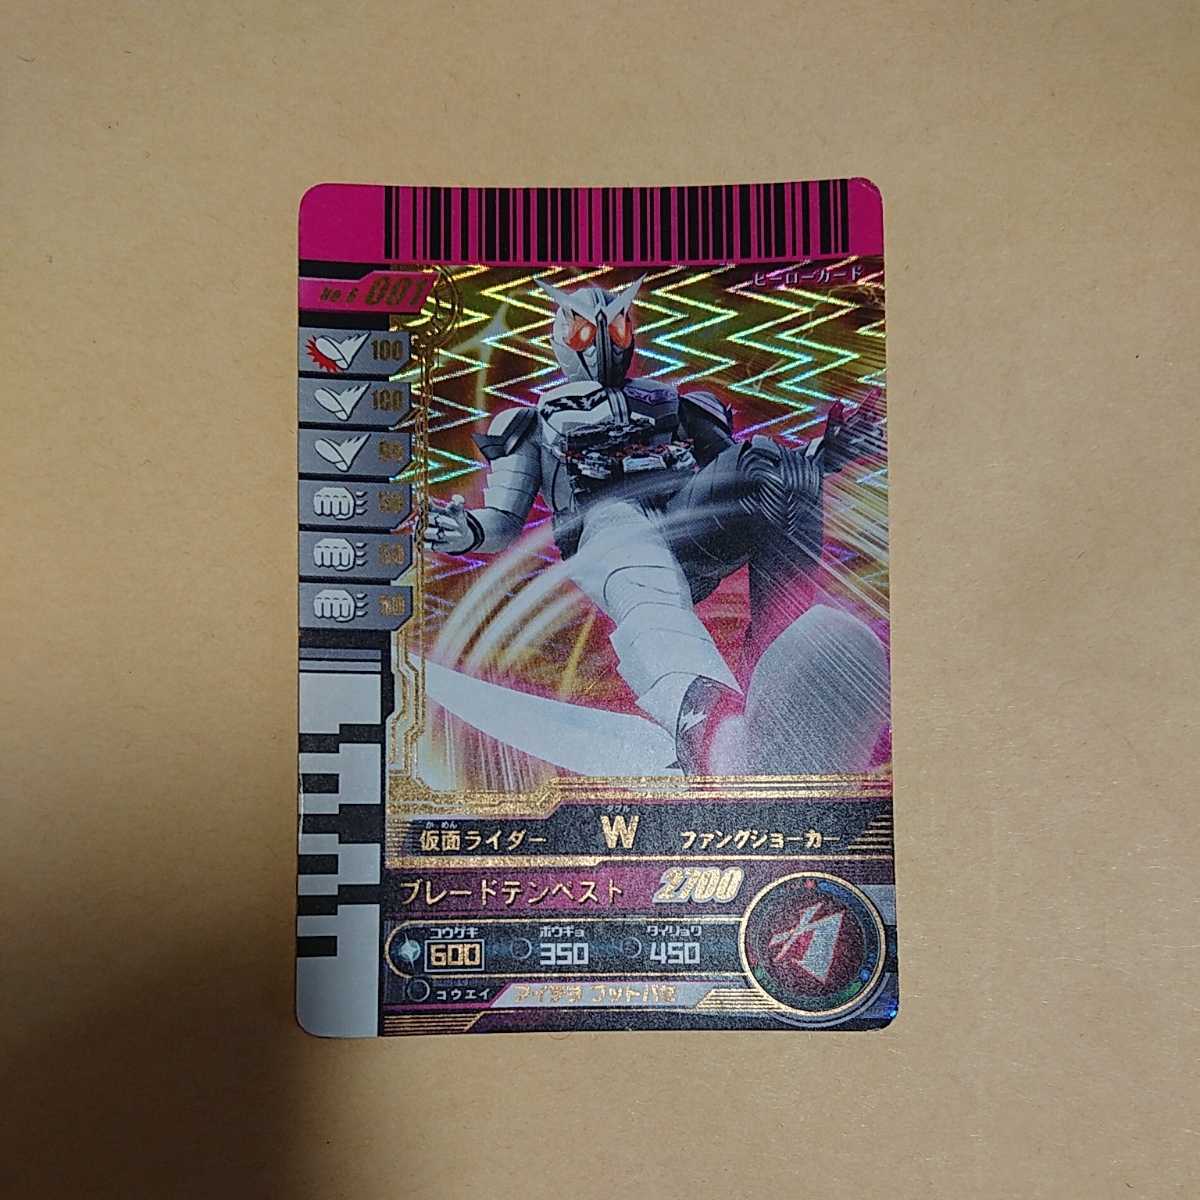 ヒーローカード
No.6 001
100
100
50
50
かめん
仮面ライダー W ファングジョーカー
ブレードテンペスト 2700
コウゲキ ボウギョ タイリョク
600 350 450
コウエイ
力